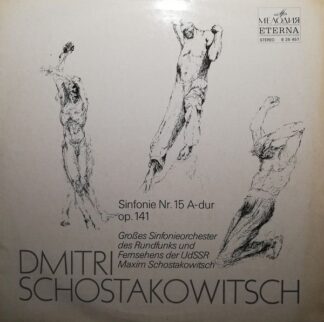 МЕЛОДИЯ
ETERNA
STEREO
Sinfonie Nr. 15 A-dur
op. 141
Großes Sinfonieorchester
des Rundfunks und
Fernsehens der UdSSR
Maxim Schostakowitsch
DMITRI
SCHOSTAKOWITSCH